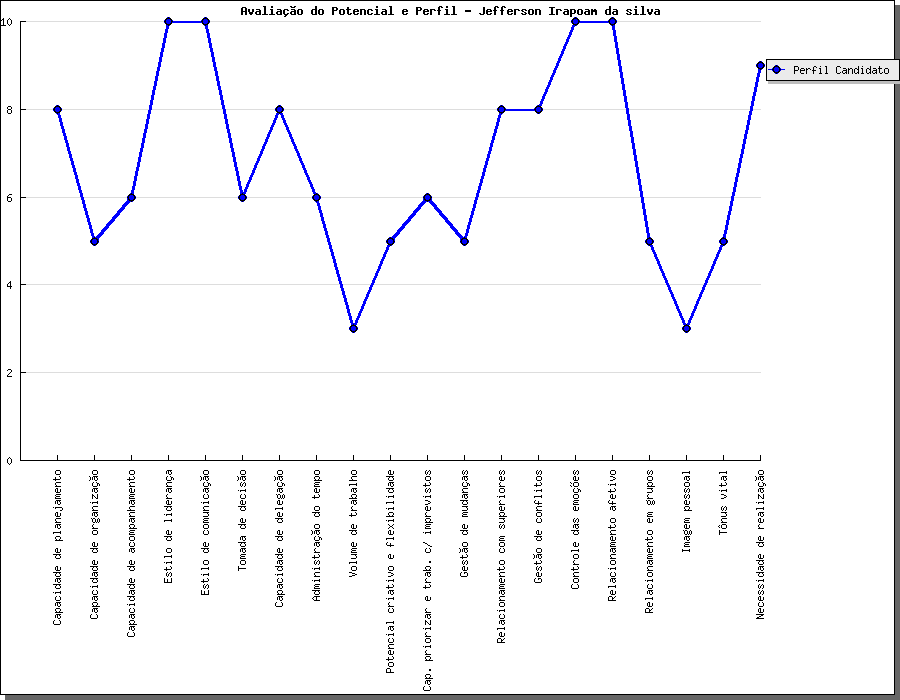 Avaliação do Potencial e Perfil - Jefferson Irapoam da silva
10
8
6
4
2
0
Perfil Candidato
Capacidade de planejamento
Capacidade de organização
Capacidade de acompanhamento
Estilo de liderança
Estilo de comunicação
Tomada de decisão
Capacidade de delegação
Administração do tempo
Volume de trabalho
Potencial criativo e flexibilidade
Cap. priorizar e trab. c/ imprevistos
Gestão de mudanças
Relacionamento com superiores
Gestão de conflitos
Controle das emoções
Relacionamento afetivo
Relacionamento em grupos
Imagem pessoal
Tônus vital
Necessidade de realização